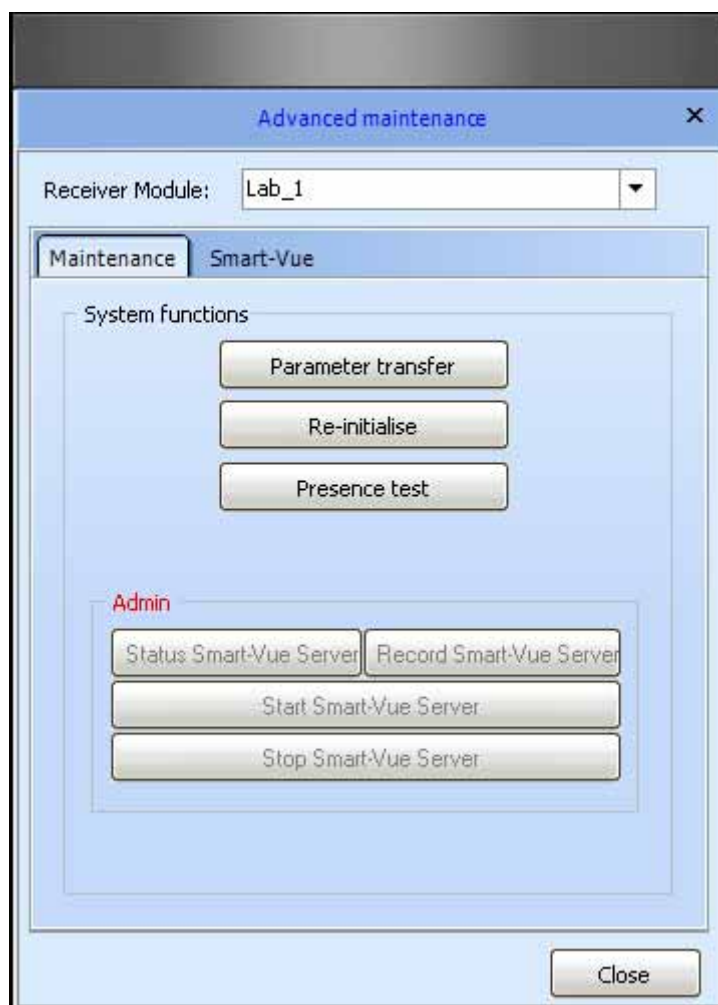 Advanced maintenance
Receiver Module: Lab_1
Maintenance Smart-Vue
System functions
Parameter transfer
Re-initialise
Presence test
Admin
Status Smart-Vue Server Record Smart-Vue Server
Start Smart-Vue Server
Stop Smart-Vue Server
Close